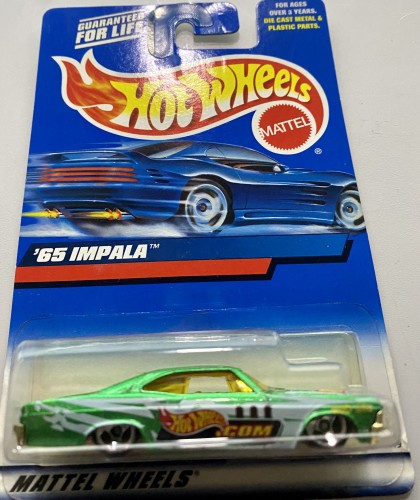 GUARANTEED
FOR LIFE
FOR AGES
OVER 3 YEARS.
DIE CAST METAL &
PLASTIC PARTS.
HOT WHEELS
MATTEL
®
'65 IMPALA™
HOT WHEELS
.COM
MATTEL WHEELS